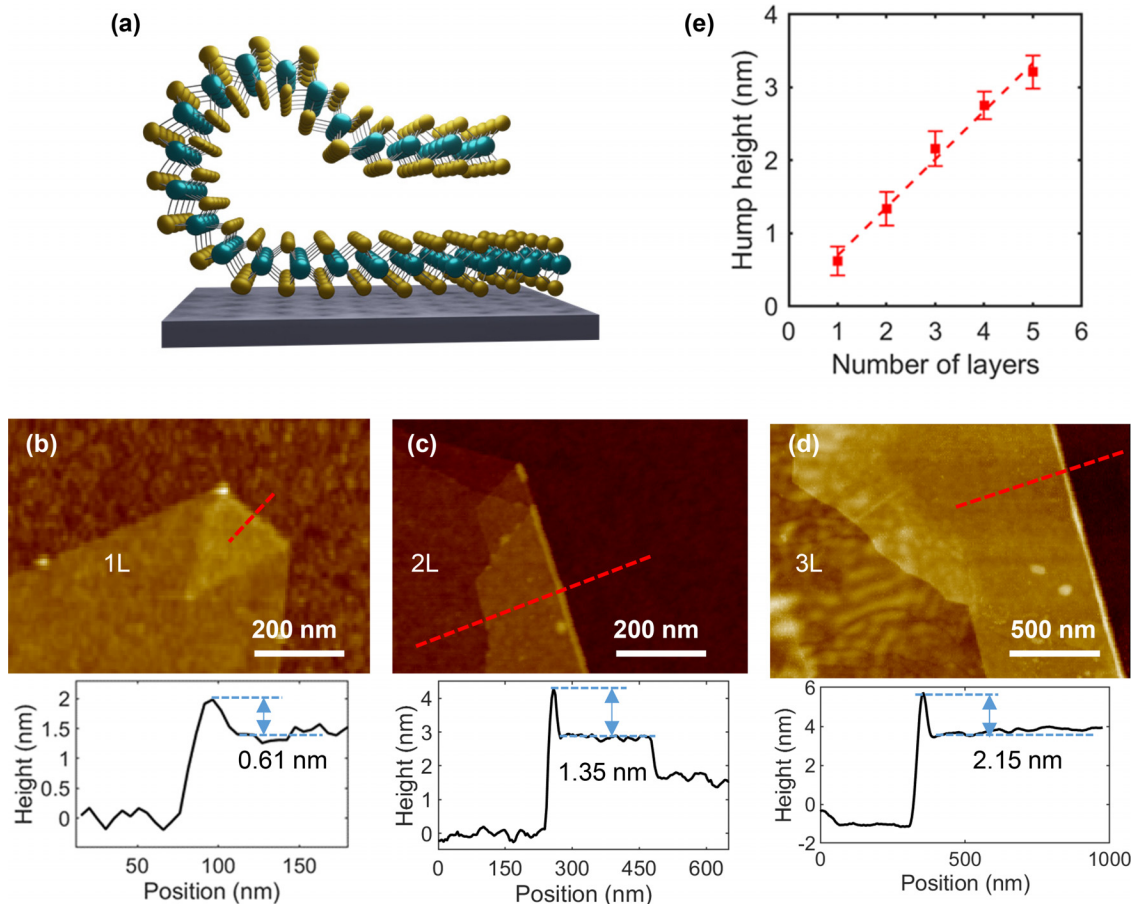 (a)
(e)
Hump height (nm)
4
3
2
1
0
0 1 2 3 4 5 6
Number of layers
(b)
1L
200 nm
(c)
2L
200 nm
(d)
3L
500 nm
Height (nm)
2
1.5
1
0.5
0
0.61 nm
50 100 150
Position (nm)
Height (nm)
4
3
2
1
0
1.35 nm
0 150 300 450 600
Position (nm)
Height (nm)
6
4
2
0
-2
2.15 nm
0 500 1000
Position (nm)